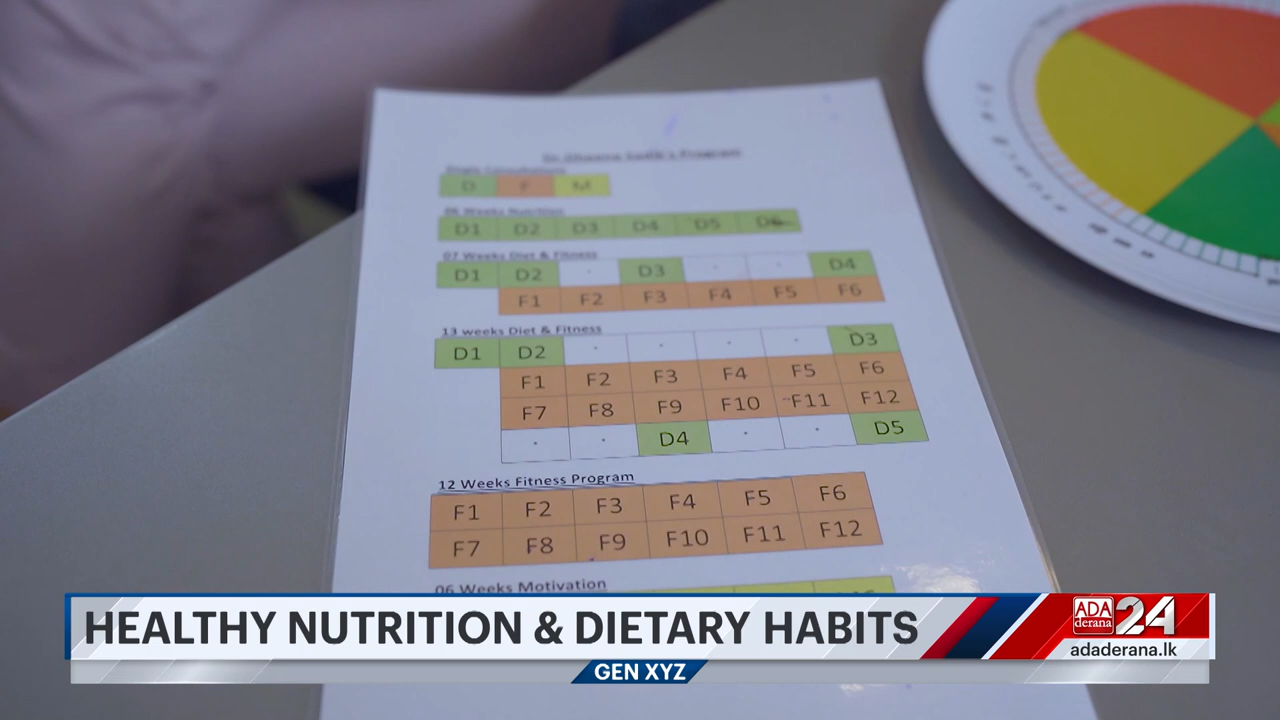 Program
D F M
06 Weeks Nutrition
D1 D2 D3 D4 D5 D6
07 Weeks Diet & Fitness
D1 D2 . D3 . . D4
F1 F2 F3 F4 F5 F6
13 weeks Diet & Fitness
D1 D2 . . . . D3
F1 F2 F3 F4 F5 F6
F7 F8 F9 F10 F11 F12
. . D4 . . D5
12 Weeks Fitness Program
F1 F2 F3 F4 F5 F6
F7 F8 F9 F10 F11 F12
06 Weeks Motivation
HEALTHY NUTRITION & DIETARY HABITS
GEN XYZ
ADA
derana
24
adaderana.lk